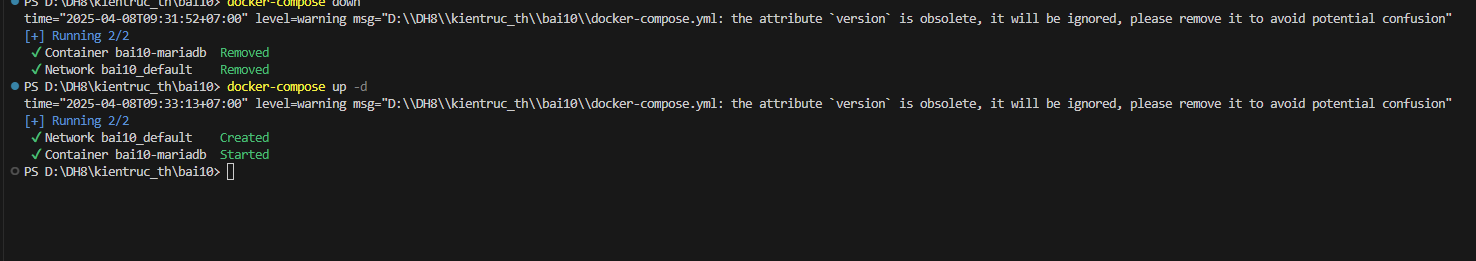 PS D:\DH8\kientruc_th\bai10> docker-compose down
time="2025-04-08T09:31:52+07:00" level=warning msg="D:\\DH8\\kientruc_th\\bai10\\docker-compose.yml: the attribute `version` is obsolete, it will be ignored, please remove it to avoid potential confusion"
[+] Running 2/2
✓ Container bai10-mariadb Removed
✓ Network bai10_default Removed
PS D:\DH8\kientruc_th\bai10> docker-compose up -d
time="2025-04-08T09:33:13+07:00" level=warning msg="D:\\DH8\\kientruc_th\\bai10\\docker-compose.yml: the attribute `version` is obsolete, it will be ignored, please remove it to avoid potential confusion"
[+] Running 2/2
✓ Network bai10_default Created
✓ Container bai10-mariadb Started
PS D:\DH8\kientruc_th\bai10>